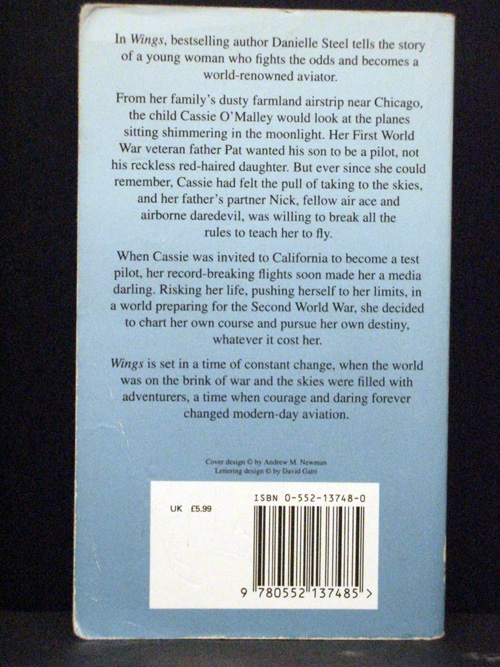 In Wings, bestselling author Danielle Steel tells the story
of a young woman who fights the odds and becomes a
world-renowned aviator.
From her family's dusty farmland airstrip near Chicago,
the child Cassie O'Malley would look at the planes
sitting shimmering in the moonlight. Her First World
War veteran father Pat wanted his son to be a pilot, not
his reckless red-haired daughter. But ever since she could
remember, Cassie had felt the pull of taking to the skies,
and her father's partner Nick, fellow air ace and
airborne daredevil, was willing to break all the
rules to teach her to fly.
When Cassie was invited to California to become a test
pilot, her record-breaking flights soon made her a media
darling. Risking her life, pushing herself to her limits, in
a world preparing for the Second World War, she decided
to chart her own course and pursue her own destiny,
whatever it cost her.
Wings is set in a time of constant change, when the world
was on the brink of war and the skies were filled with
adventurers, a time when courage and daring forever
changed modern-day aviation.
Cover design © by Andrew M. Newman
Lettering design © by David Gatti
UK £5.99
ISBN 0-552-13748-0
9 780552 137485 >